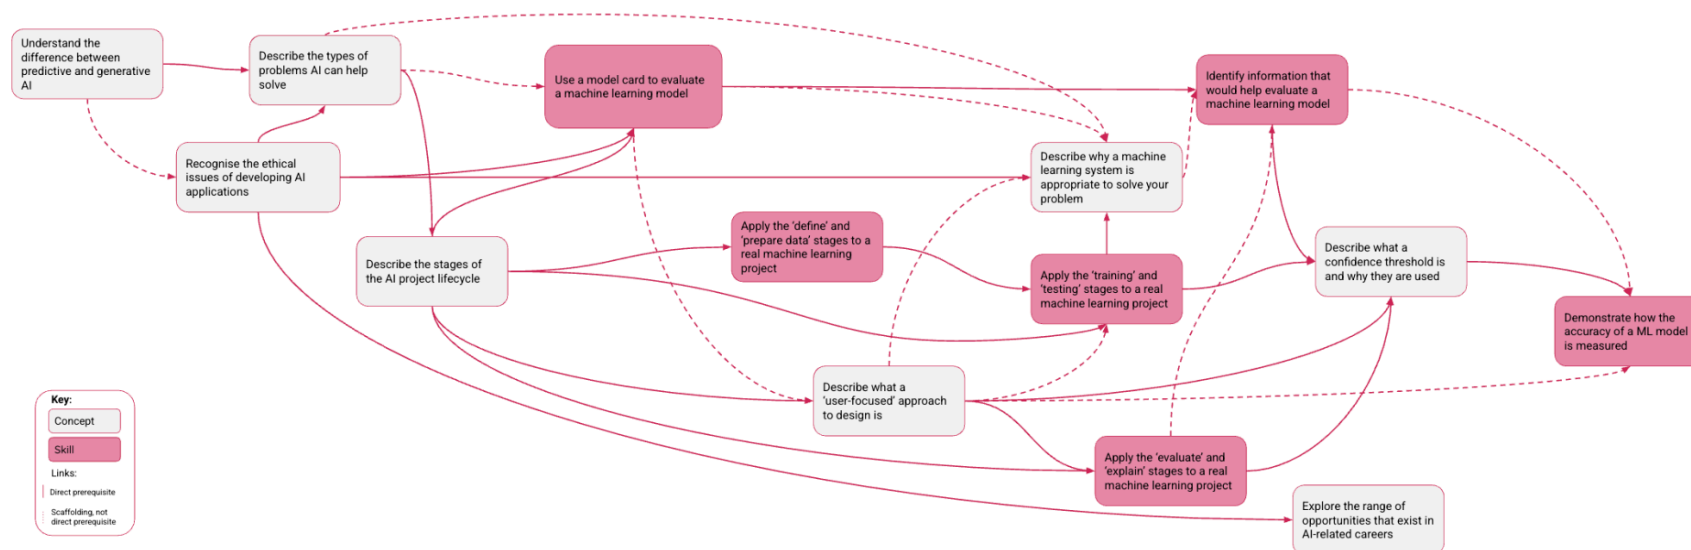 Understand the
difference between
predictive and generative
AI
Describe the types of
problems AI can help
solve
Use a model card to evaluate
a machine learning model
Identify information that
would help evaluate a
machine learning model
Recognise the ethical
issues of developing AI
applications
Describe why a machine
learning system is
appropriate to solve your
problem
Describe the stages of
the AI project lifecycle
Apply the ‘define’ and
‘prepare data’ stages to a
real machine learning
project
Apply the ‘training’ and
‘testing’ stages to a real
machine learning project
Describe what a
confidence threshold is
and why they are used
Demonstrate how the
accuracy of a ML model
is measured
Describe what a
‘user-focused’ approach
to design is
Apply the ‘evaluate’ and
‘explain’ stages to a real
machine learning project
Explore the range of
opportunities that exist in
AI-related careers
Key:
Concept
Skill
Links:
Direct prerequisite
Scaffolding, not
direct prerequisite